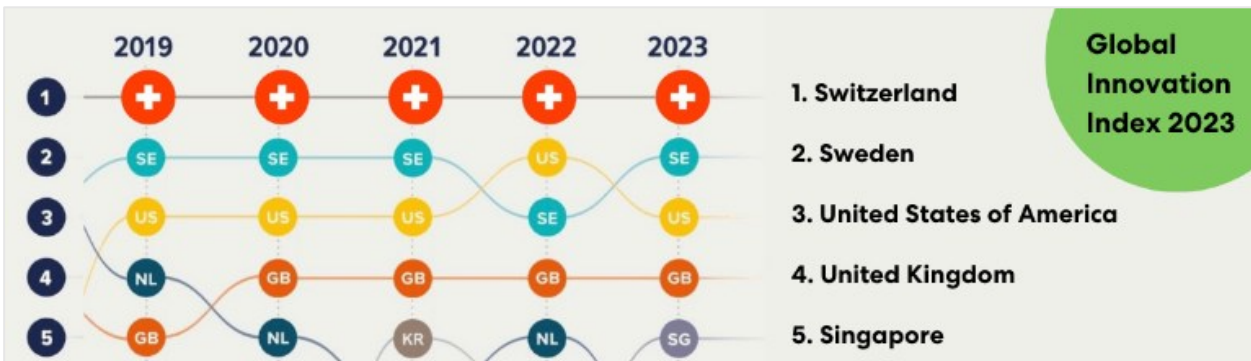 2019 2020 2021 2022 2023
Global
Innovation
Index 2023
1 1. Switzerland
2 SE SE SE US SE 2. Sweden
3 US US US SE US 3. United States of America
4 NL GB GB GB GB 4. United Kingdom
5 GB NL KR NL SG 5. Singapore